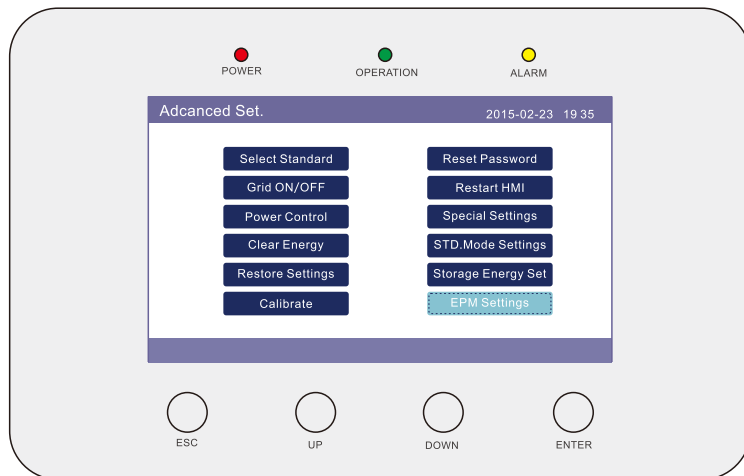 POWER OPERATION ALARM
Adcanced Set. 2015-02-23 19 35
Select Standard Reset Password
Grid ON/OFF Restart HMI
Power Control Special Settings
Clear Energy STD.Mode Settings
Restore Settings Storage Energy Set
Calibrate EPM Settings
ESC UP DOWN ENTER